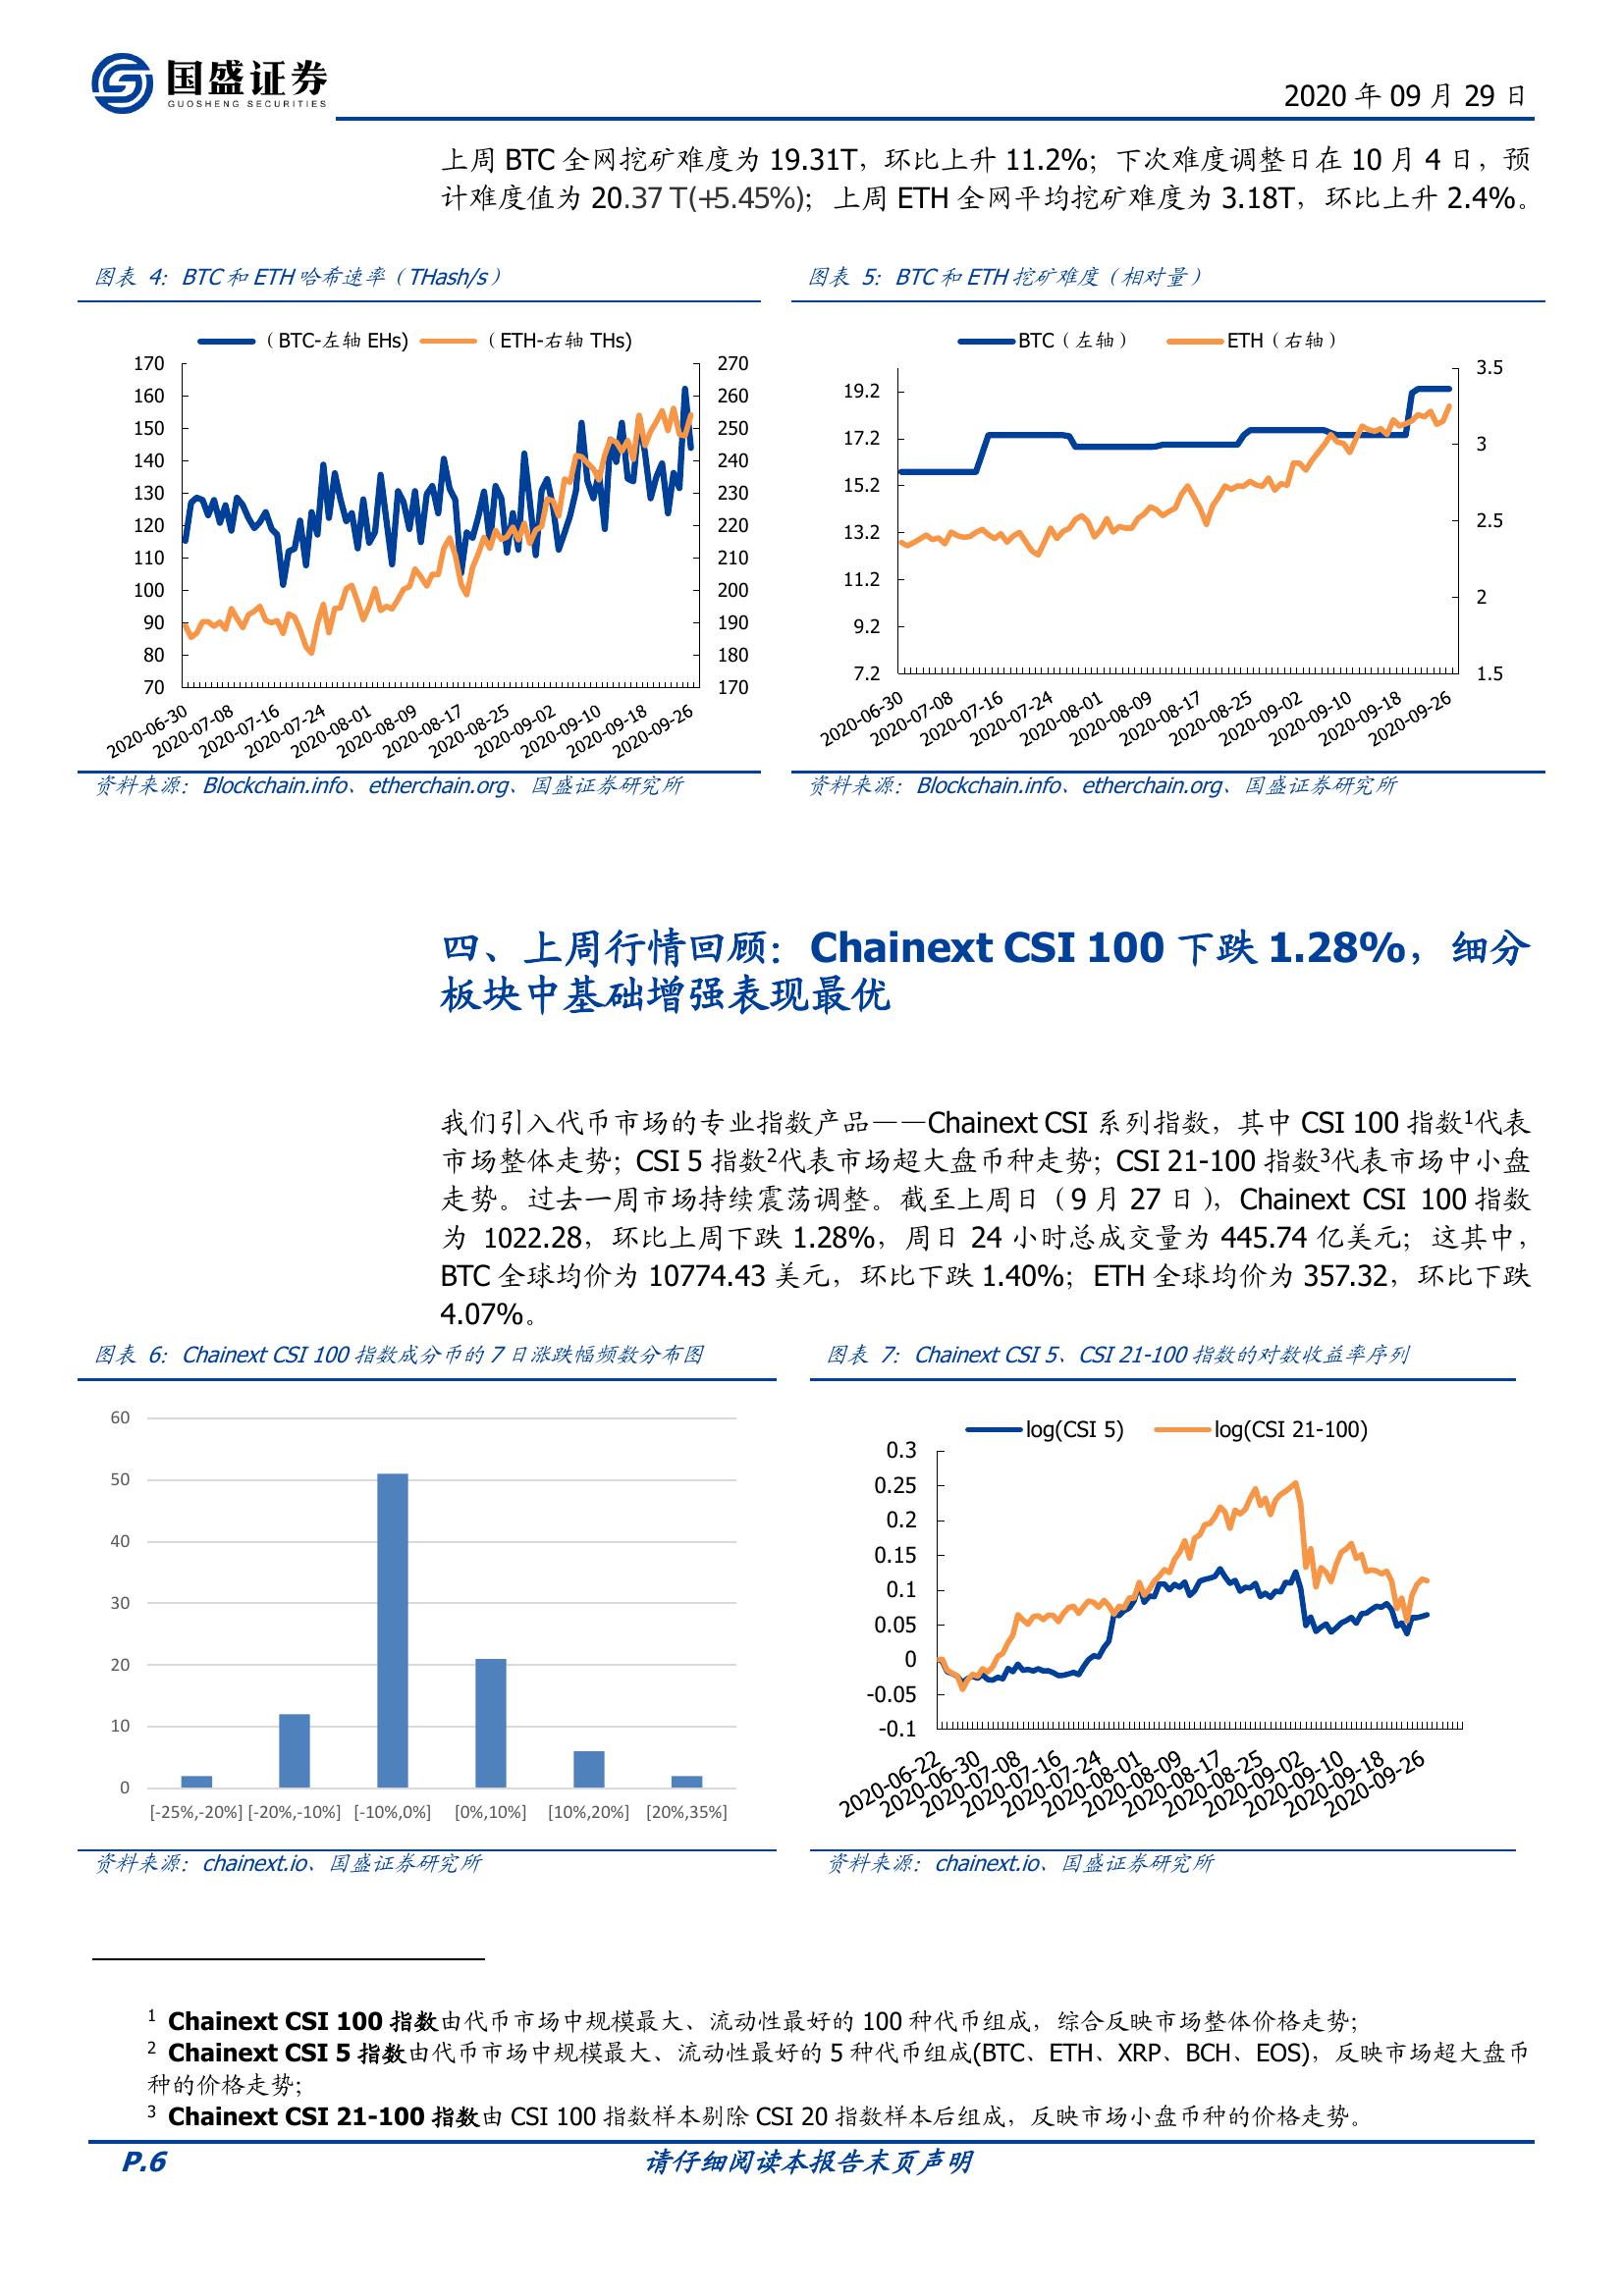 国盛证券
GUOSHENG SECURITIES
2020 年 09 月 29 日
上周 BTC 全网挖矿难度为 19.31T，环比上升 11.2%；下次难度调整日在 10 月 4 日，预
计难度值为 20.37 T(+5.45%)；上周 ETH 全网平均挖矿难度为 3.18T，环比上升 2.4%。
图表 4：BTC 和 ETH 哈希速率（THash/s）
（BTC-左轴 EHs)
（ETH-右轴 THs)
170
160
150
140
130
120
110
100
90
80
70
270
260
250
240
230
220
210
200
190
180
170
2020-06-30
2020-07-08
2020-07-16
2020-07-24
2020-08-01
2020-08-09
2020-08-17
2020-08-25
2020-09-02
2020-09-10
2020-09-18
2020-09-26
资料来源：Blockchain.info、etherchain.org、国盛证券研究所
图表 5：BTC 和 ETH 挖矿难度（相对量）
BTC（左轴）
ETH（右轴）
19.2
17.2
15.2
13.2
11.2
9.2
7.2
3.5
3
2.5
2
1.5
2020-06-30
2020-07-08
2020-07-16
2020-07-24
2020-08-01
2020-08-09
2020-08-17
2020-08-25
2020-09-02
2020-09-10
2020-09-18
2020-09-26
资料来源：Blockchain.info、etherchain.org、国盛证券研究所
四、上周行情回顾：Chainext CSI 100 下跌 1.28%，细分
板块中基础增强表现最优
我们引入代币市场的专业指数产品——Chainext CSI 系列指数，其中 CSI 100 指数¹代表
市场整体走势；CSI 5 指数²代表市场超大盘币种走势；CSI 21-100 指数³代表市场中小盘
走势。过去一周市场持续震荡调整。截至上周日（9 月 27 日），Chainext CSI 100 指数
为 1022.28，环比上周下跌 1.28%，周日 24 小时总成交量为 445.74 亿美元；这其中，
BTC 全球均价为 10774.43 美元，环比下跌 1.40%；ETH 全球均价为 357.32，环比下跌
4.07%。
图表 6：Chainext CSI 100 指数成分币的 7 日涨跌幅频数分布图
60
50
40
30
20
10
0
[-25%,-20%] [-20%,-10%] [-10%,0%] [0%,10%] [10%,20%] [20%,35%]
资料来源：chainext.io、国盛证券研究所
图表 7：Chainext CSI 5、CSI 21-100 指数的对数收益率序列
log(CSI 5)
log(CSI 21-100)
0.3
0.25
0.2
0.15
0.1
0.05
0
-0.05
-0.1
2020-06-22
2020-06-30
2020-07-08
2020-07-16
2020-07-24
2020-08-01
2020-08-09
2020-08-17
2020-08-25
2020-09-02
2020-09-10
2020-09-18
2020-09-26
资料来源：chainext.io、国盛证券研究所
¹ Chainext CSI 100 指数由代币市场中规模最大、流动性最好的 100 种代币组成，综合反映市场整体价格走势；
² Chainext CSI 5 指数由代币市场中规模最大、流动性最好的 5 种代币组成(BTC、ETH、XRP、BCH、EOS)，反映市场超大盘币
种的价格走势；
³ Chainext CSI 21-100 指数由 CSI 100 指数样本剔除 CSI 20 指数样本后组成，反映市场小盘币种的价格走势。
P.6
请仔细阅读本报告末页声明